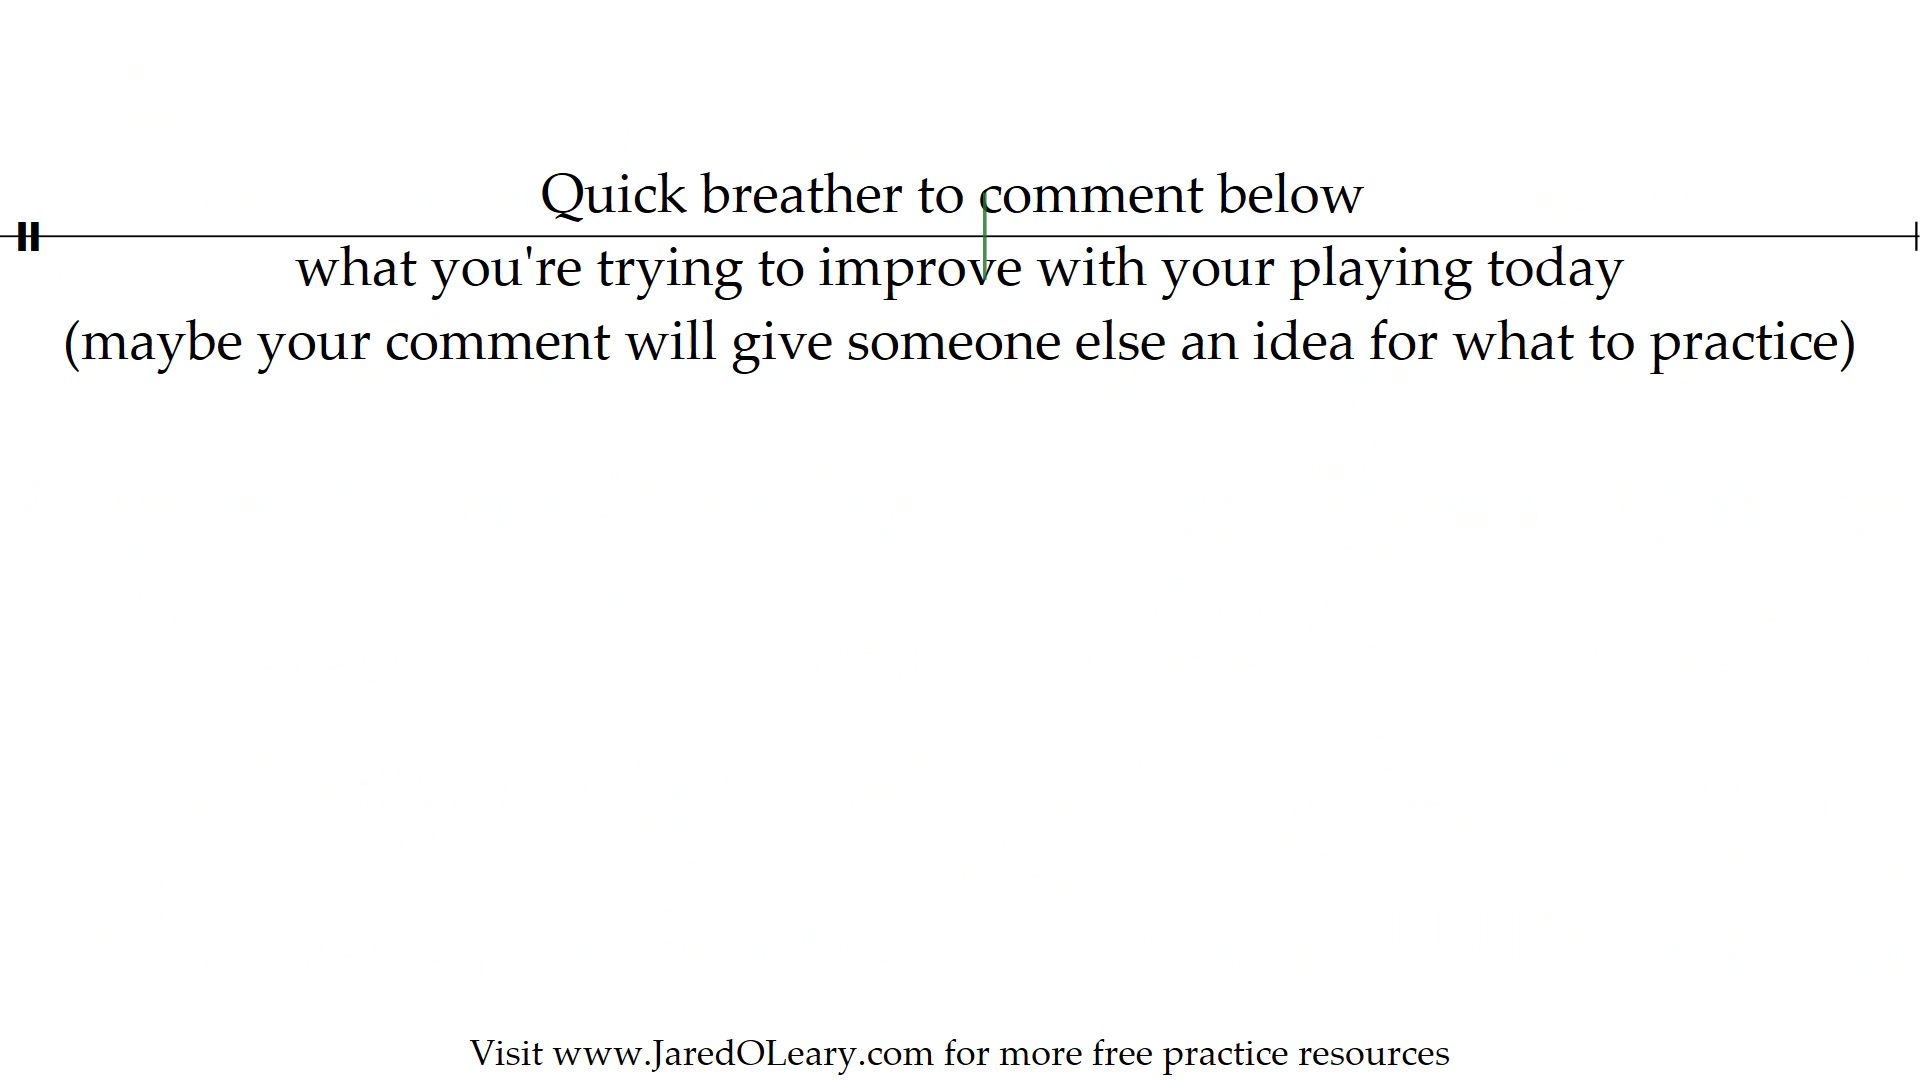 Quick breather to comment below
what you're trying to improve with your playing today
(maybe your comment will give someone else an idea for what to practice)
Visit www.JaredOLeary.com for more free practice resources